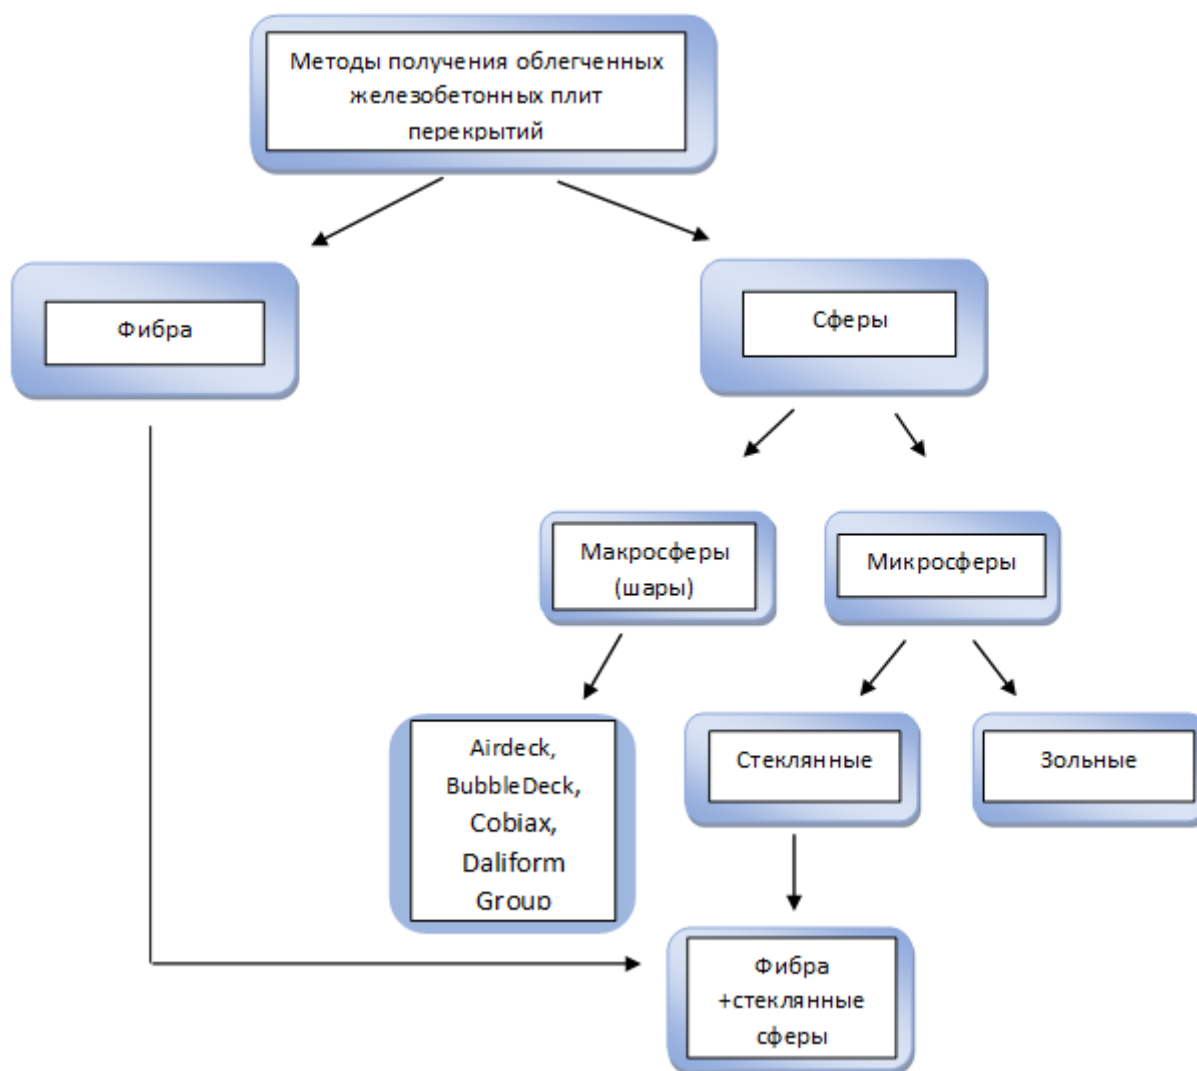 Методы получения облегченных
железобетонных плит
перекрытий
Фибра
Сферы
Макросферы
(шары)
Микросферы
Airdeck,
BubbleDeck,
Cobiax,
Daliform
Group
Стеклянные
Зольные
Фибра
+стеклянные
сферы